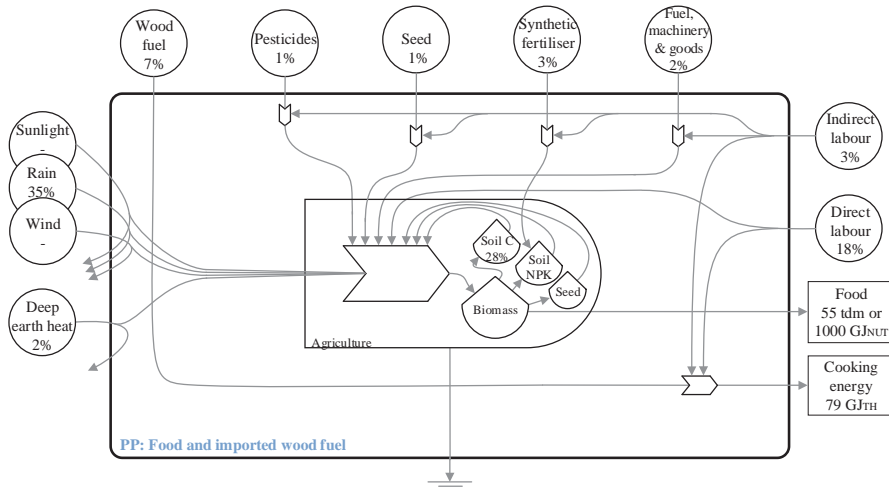 Wood
fuel
7%
Pesticides
1%
Seed
1%
Synthetic
fertiliser
3%
Fuel,
machinery
& goods
2%
Sunlight
-
Rain
35%
Wind
-
Deep
earth heat
2%
Indirect
labour
3%
Direct
labour
18%
Soil C
28%
Soil
NPK
Seed
Biomass
Agriculture
Food
55 tdm or
1000 GJNUT
Cooking
energy
79 GJTH
PP: Food and imported wood fuel